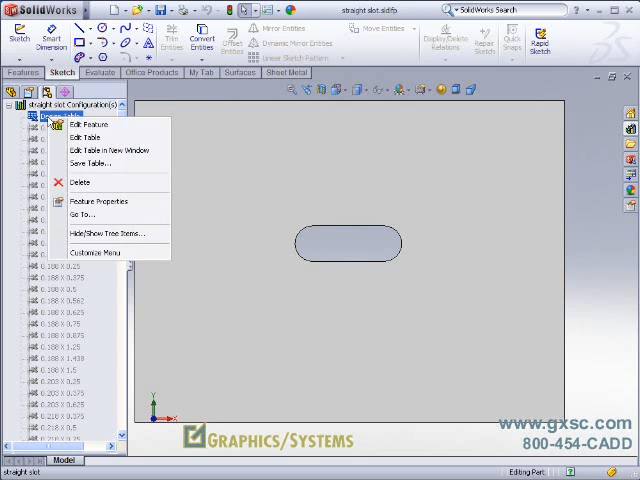 SolidWorks
straight slot.sldlfp
SolidWorks Search
Sketch
Smart Dimension
Trim Entities
Convert Entities
Offset Entities
Mirror Entities
Dynamic Mirror Entities
Linear Sketch Pattern
Move Entities
Display/Delete Relations
Repair Sketch
Quick Snaps
Rapid Sketch
Features
Sketch
Evaluate
Office Products
My Tab
Surfaces
Sheet Metal
straight slot Configuration(s)
Edit Feature
Edit Table
Edit Table in New Window
Save Table...
Delete
Feature Properties
Go To...
Hide/Show Tree Items...
Customize Menu
0.188 X 0.25
0.188 X 0.375
0.188 X 0.5
0.188 X 0.562
0.188 X 0.625
0.188 X 0.75
0.188 X 0.875
0.188 X 1.25
0.188 X 1.438
0.188 X 1.5
0.203 X 0.25
0.203 X 0.375
0.218 X 0.375
0.218 X 0.5
0.218 X 0.625
0.25 X 0.375
Y
X
GRAPHICS/SYSTEMS
www.gxsc.com
800-454-CADD
Model
straight slot
Editing Part